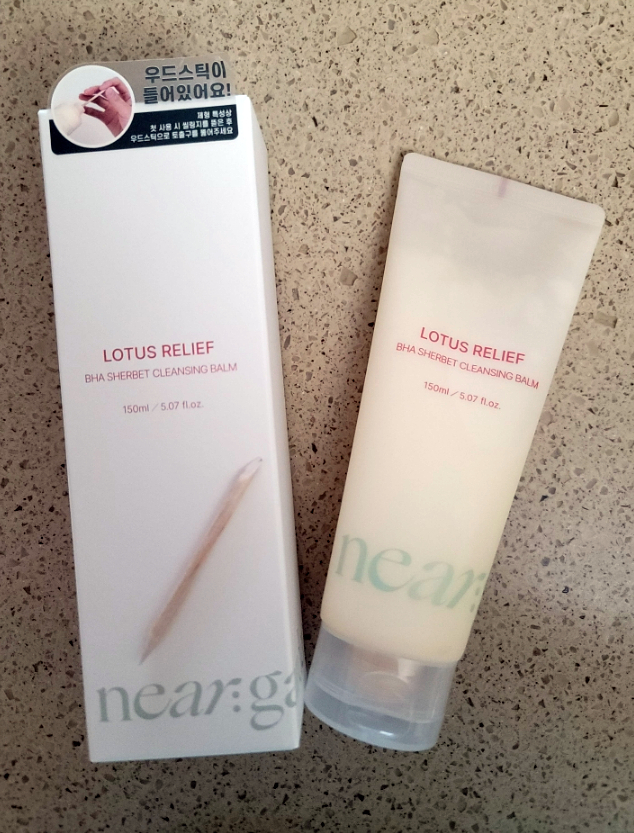 우드스틱이
들어있어요!
제형 특성상
첫 사용 시 씰링지를 뜯은 후
우드스틱으로 토출구를 뚫어주세요
LOTUS RELIEF
BHA SHERBET CLEANSING BALM
150ml / 5.07 fl.oz.
near:ga
LOTUS RELIEF
BHA SHERBET CLEANSING BALM
150ml / 5.07 fl.oz.
near: